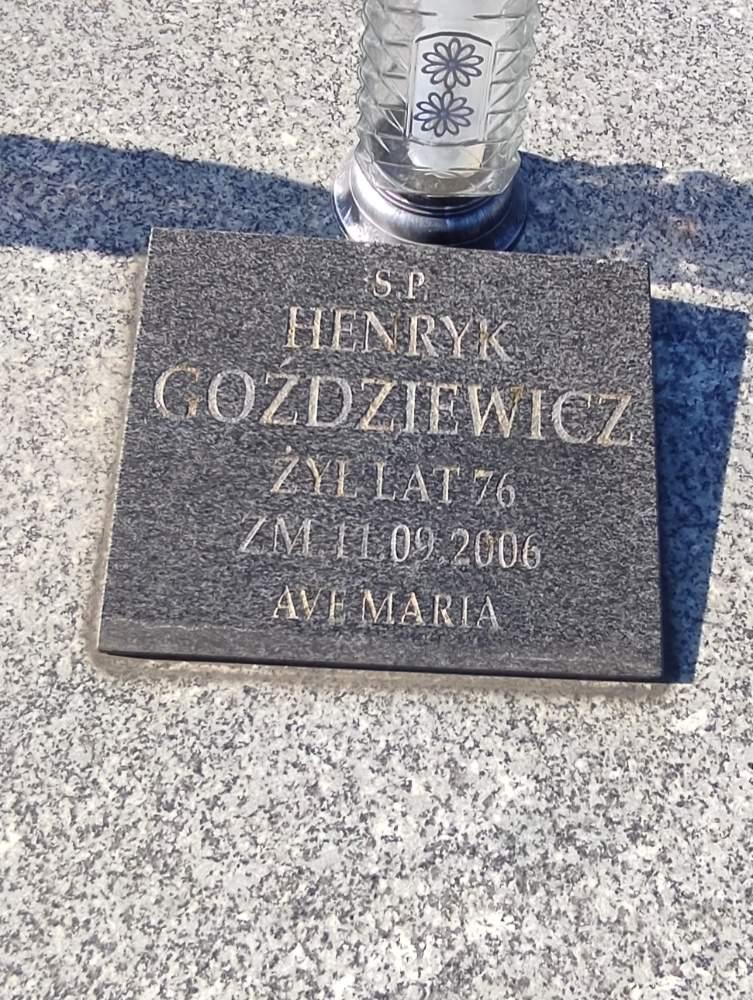 Ś.P.
HENRYK
GOŹDZIEWICZ
ŻYŁ LAT 76
ZM. 11.09.2006
AVE MARIA